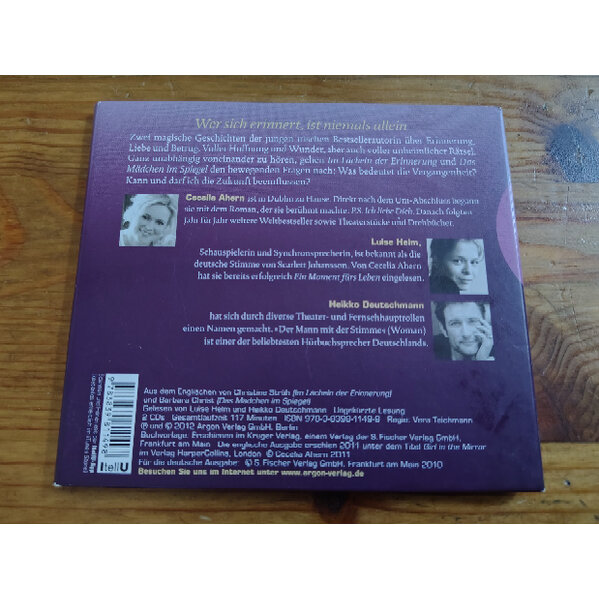 Wer sich erinnert, ist niemals allein
Zwei magische Geschichten der jungen irischen Bestsellerautorin über Erinnerung,
Liebe und Betrug. Voller Hoffnung und Wunder, aber auch voller unheimlicher Rätsel.
Ganz unabhängig voneinander zu hören, gehen Im Lächeln der Erinnerung und Das
Mädchen im Spiegel den bewegenden Fragen nach: Was bedeutet die Vergangenheit?
Kann und darf ich die Zukunft beeinflussen?
Cecelia Ahern ist in Dublin zu Hause. Direkt nach dem Uni-Abschluss begann
sie mit dem Roman, der sie berühmt machte: P.S. Ich liebe Dich. Danach folgten
Jahr für Jahr weitere Weltbestseller sowie Theaterstücke und Drehbücher.
Luise Helm,
Schauspielerin und Synchronsprecherin, ist bekannt als die
deutsche Stimme von Scarlett Johansson. Von Cecelia Ahern
hat sie bereits erfolgreich Ein Moment fürs Leben eingelesen.
Heikko Deutschmann
hat sich durch diverse Theater- und Fernsehhauptrollen
einen Namen gemacht. »Der Mann mit der Stimme« (Woman)
ist einer der beliebtesten Hörbuchsprecher Deutschlands.
Aus dem Englischen von Christine Strüh (Im Lächeln der Erinnerung)
und Barbara Christ (Das Mädchen im Spiegel)
Gelesen von Luise Helm und Heikko Deutschmann Ungekürzte Lesung
2 CDs Gesamtlaufzeit 117 Minuten ISBN 978-3-8398-1149-8 Regie: Vera Teichmann
℗ und © 2012 Argon Verlag GmbH, Berlin
Buchvorlage: Erschienen im Krüger Verlag, einem Verlag der S. Fischer Verlag GmbH,
Frankfurt am Main Die englische Ausgabe erschien 2011 unter dem Titel Girl in the Mirror
im Verlag HarperCollins, London © Cecelia Ahern 2011
Für die deutsche Ausgabe: © S. Fischer Verlag GmbH, Frankfurt am Main 2010
Besuchen Sie uns im Internet unter www.argon-verlag.de
9 783839 811498